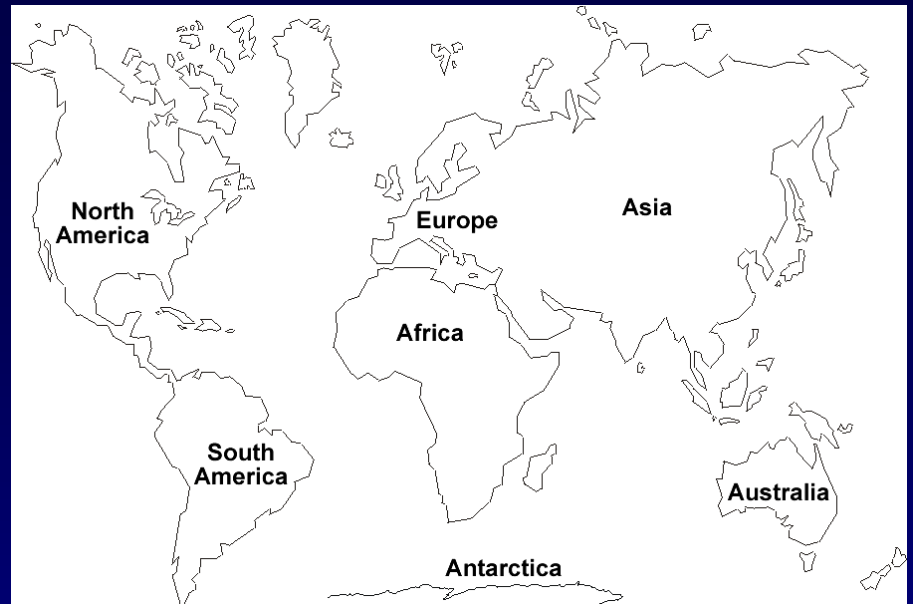 North
America
Europe
Asia
Africa
South
America
Australia
Antarctica